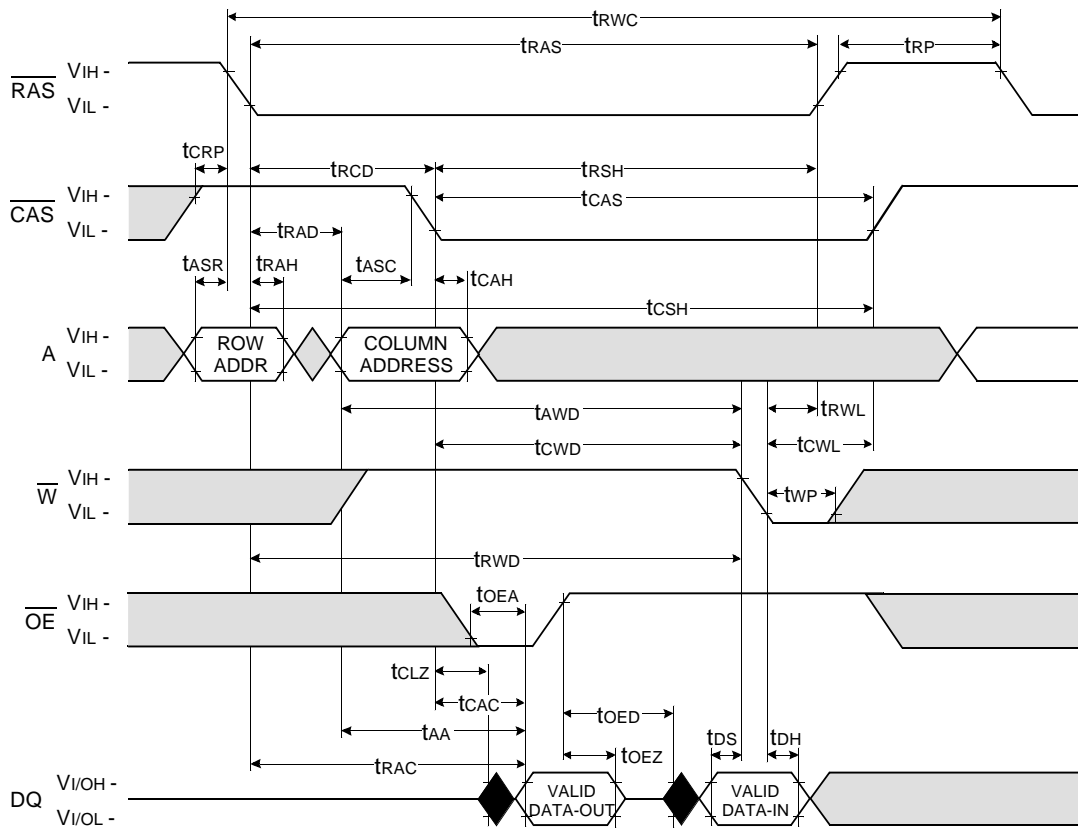 tRWC
tRAS
tRP
RAS
VIH -
VIL -
tCRP
tRCD
tRSH
CAS
VIH -
VIL -
tCAS
tRAD
tASR
tRAH
tASC
tCAH
tCSH
A
VIH -
VIL -
ROW
ADDR
COLUMN
ADDRESS
tAWD
tRWL
tCWD
tCWL
W
VIH -
VIL -
tWP
tRWD
OE
VIH -
VIL -
tOEA
tCLZ
tCAC
tOED
tAA
tOEZ
tDS
tDH
tRAC
DQ
VI/OH -
VI/OL -
VALID
DATA-OUT
VALID
DATA-IN